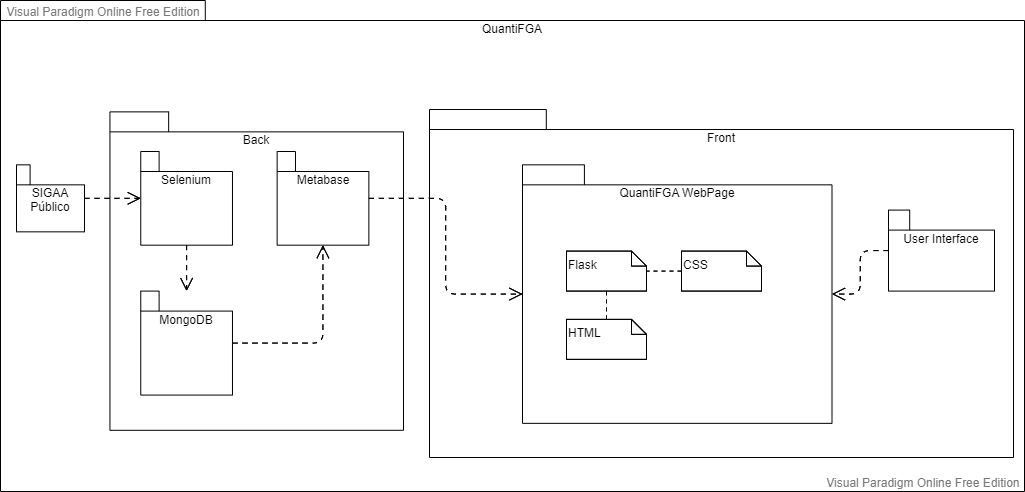 Visual Paradigm Online Free Edition
QuantiFGA
Back
Front
Selenium
Metabase
SIGAA
Público
QuantiFGA WebPage
User Interface
Flask
CSS
MongoDB
HTML
Visual Paradigm Online Free Edition